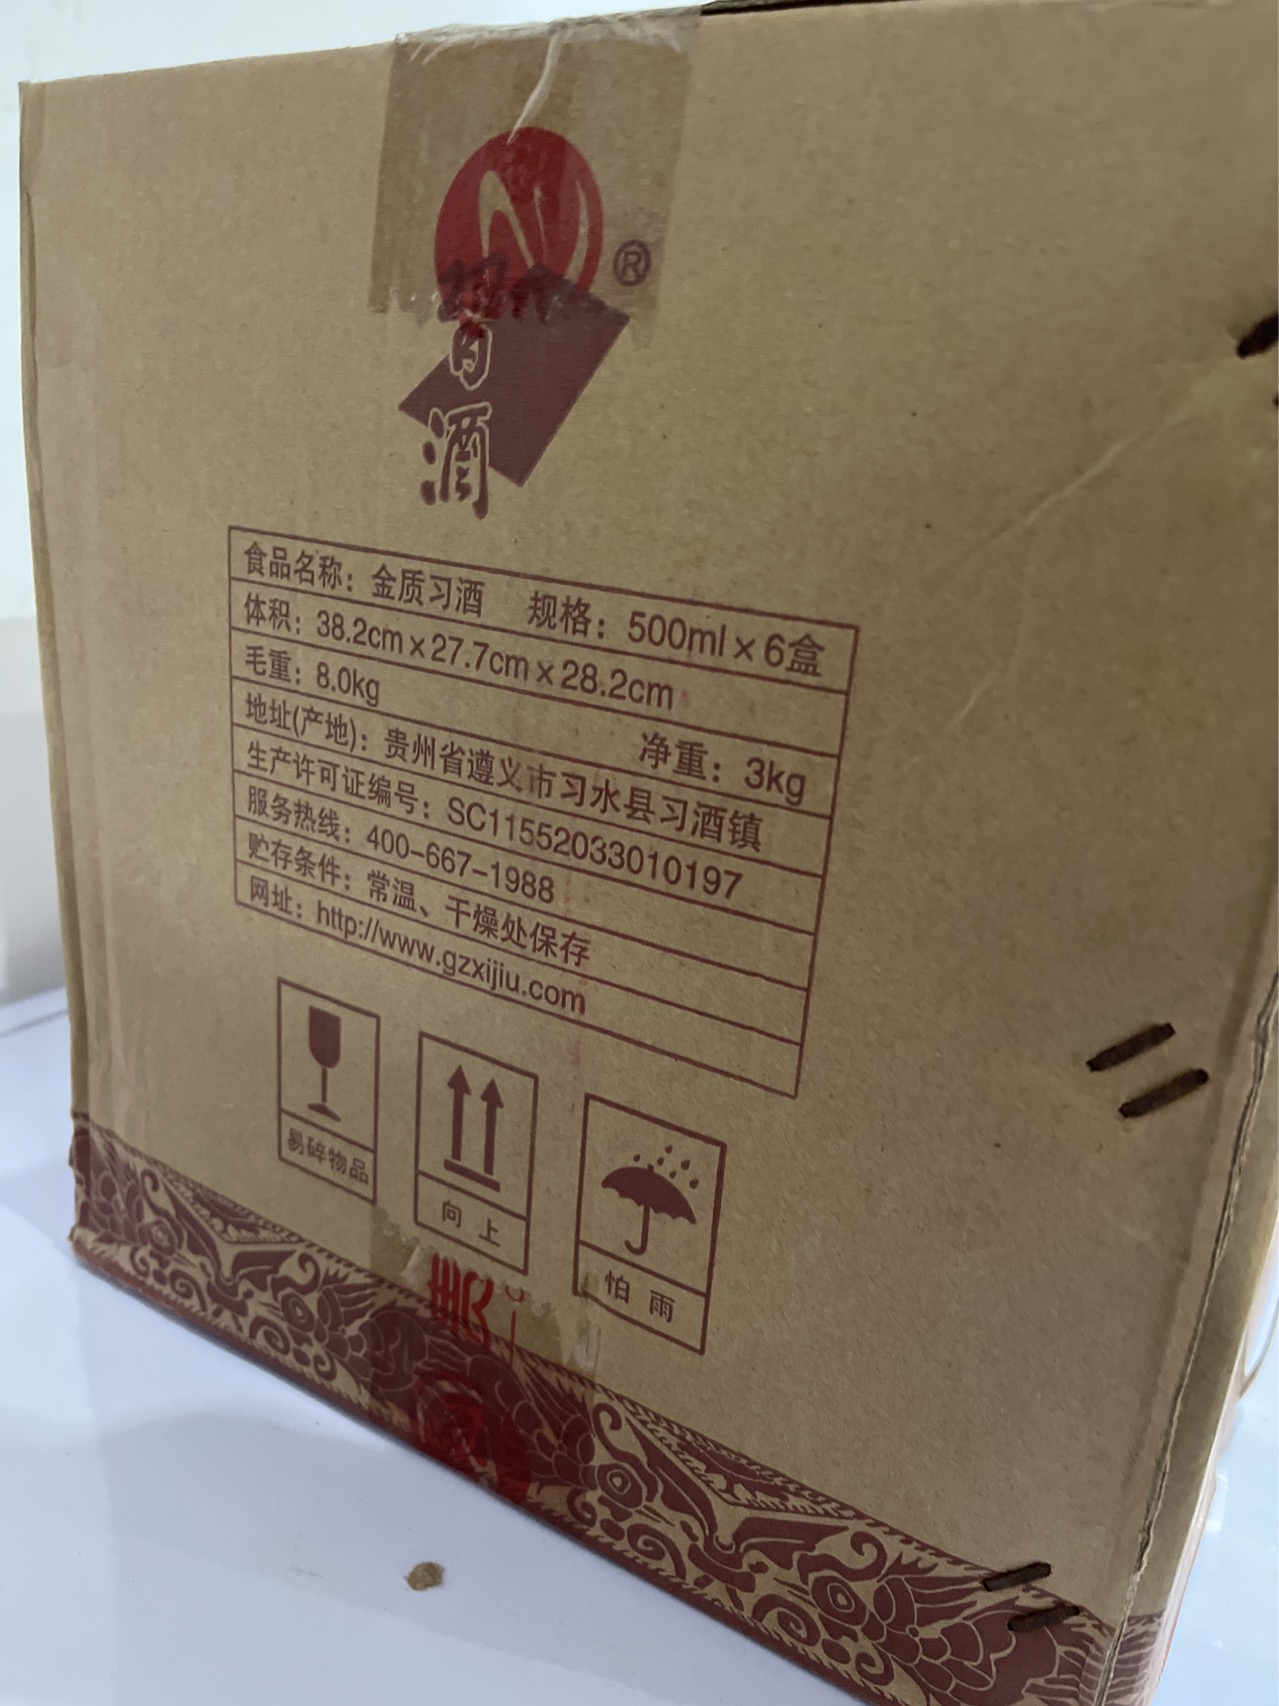 ®
習
酒
食品名称：金质习酒 规格：500ml×6盒
体积：38.2cm×27.7cm×28.2cm
毛重：8.0kg 净重：3kg
地址(产地)：贵州省遵义市习水县习酒镇
生产许可证编号：SC11552033010197
服务热线：400-667-1988
贮存条件：常温、干燥处保存
网址：http://www.gzxijiu.com
易碎物品
向上
怕雨